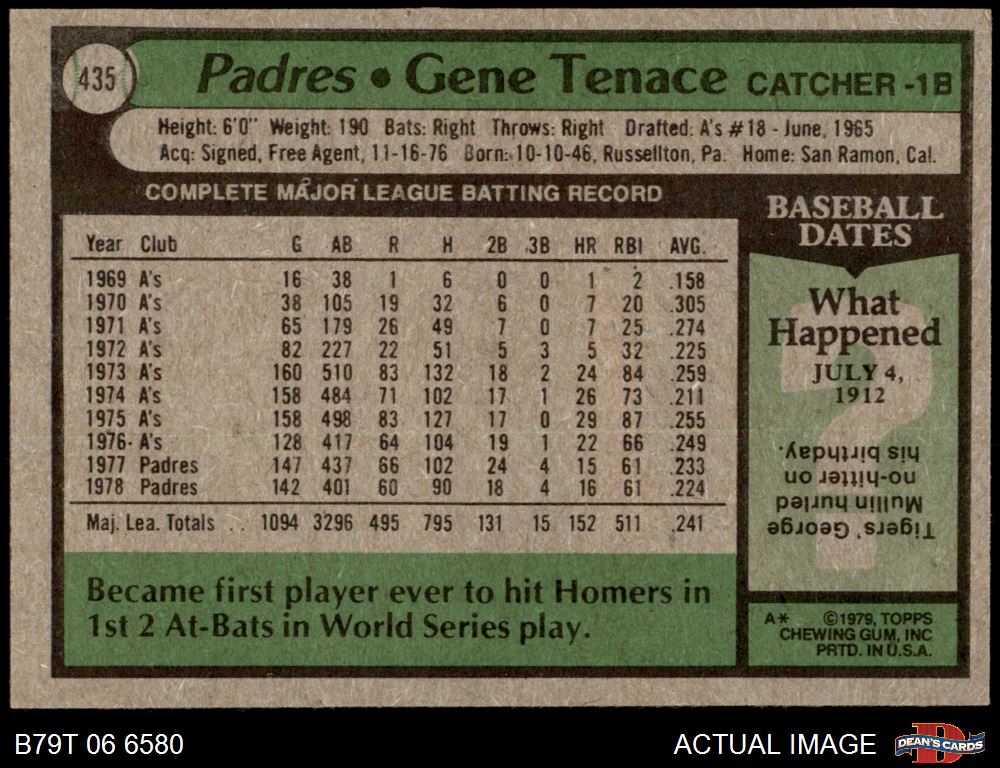 435
Padres • Gene Tenace CATCHER -1B
Height: 6'0" Weight: 190 Bats: Right Throws: Right Drafted: A's #18 - June, 1965
Acq: Signed, Free Agent, 11-16-76 Born: 10-10-46, Russellton, Pa. Home: San Ramon, Cal.
COMPLETE MAJOR LEAGUE BATTING RECORD
Year Club G AB R H 2B 3B HR RBI AVG.
1969 A's 16 38 1 6 0 0 1 2 .158
1970 A's 38 105 19 32 6 0 7 20 .305
1971 A's 65 179 26 49 7 0 7 25 .274
1972 A's 82 227 22 51 5 3 5 32 .225
1973 A's 160 510 83 132 18 2 24 84 .259
1974 A's 158 484 71 102 17 1 26 73 .211
1975 A's 158 498 83 127 17 0 29 87 .255
1976 A's 128 417 64 104 19 1 22 66 .249
1977 Padres 147 437 66 102 24 4 15 61 .233
1978 Padres 142 401 60 90 18 4 16 61 .224
Maj. Lea. Totals .. 1094 3296 495 795 131 15 152 511 .241
Became first player ever to hit Homers in
1st 2 At-Bats in World Series play.
BASEBALL
DATES
What
Happened
JULY 4,
1912
?
Tigers' George
Mullin hurled
no-hitter on
his birthday.
A* ©1979, TOPPS
CHEWING GUM, INC
PRTD. IN U.S.A.
B79T 06 6580
ACTUAL IMAGE
D
DEAN'S CARDS